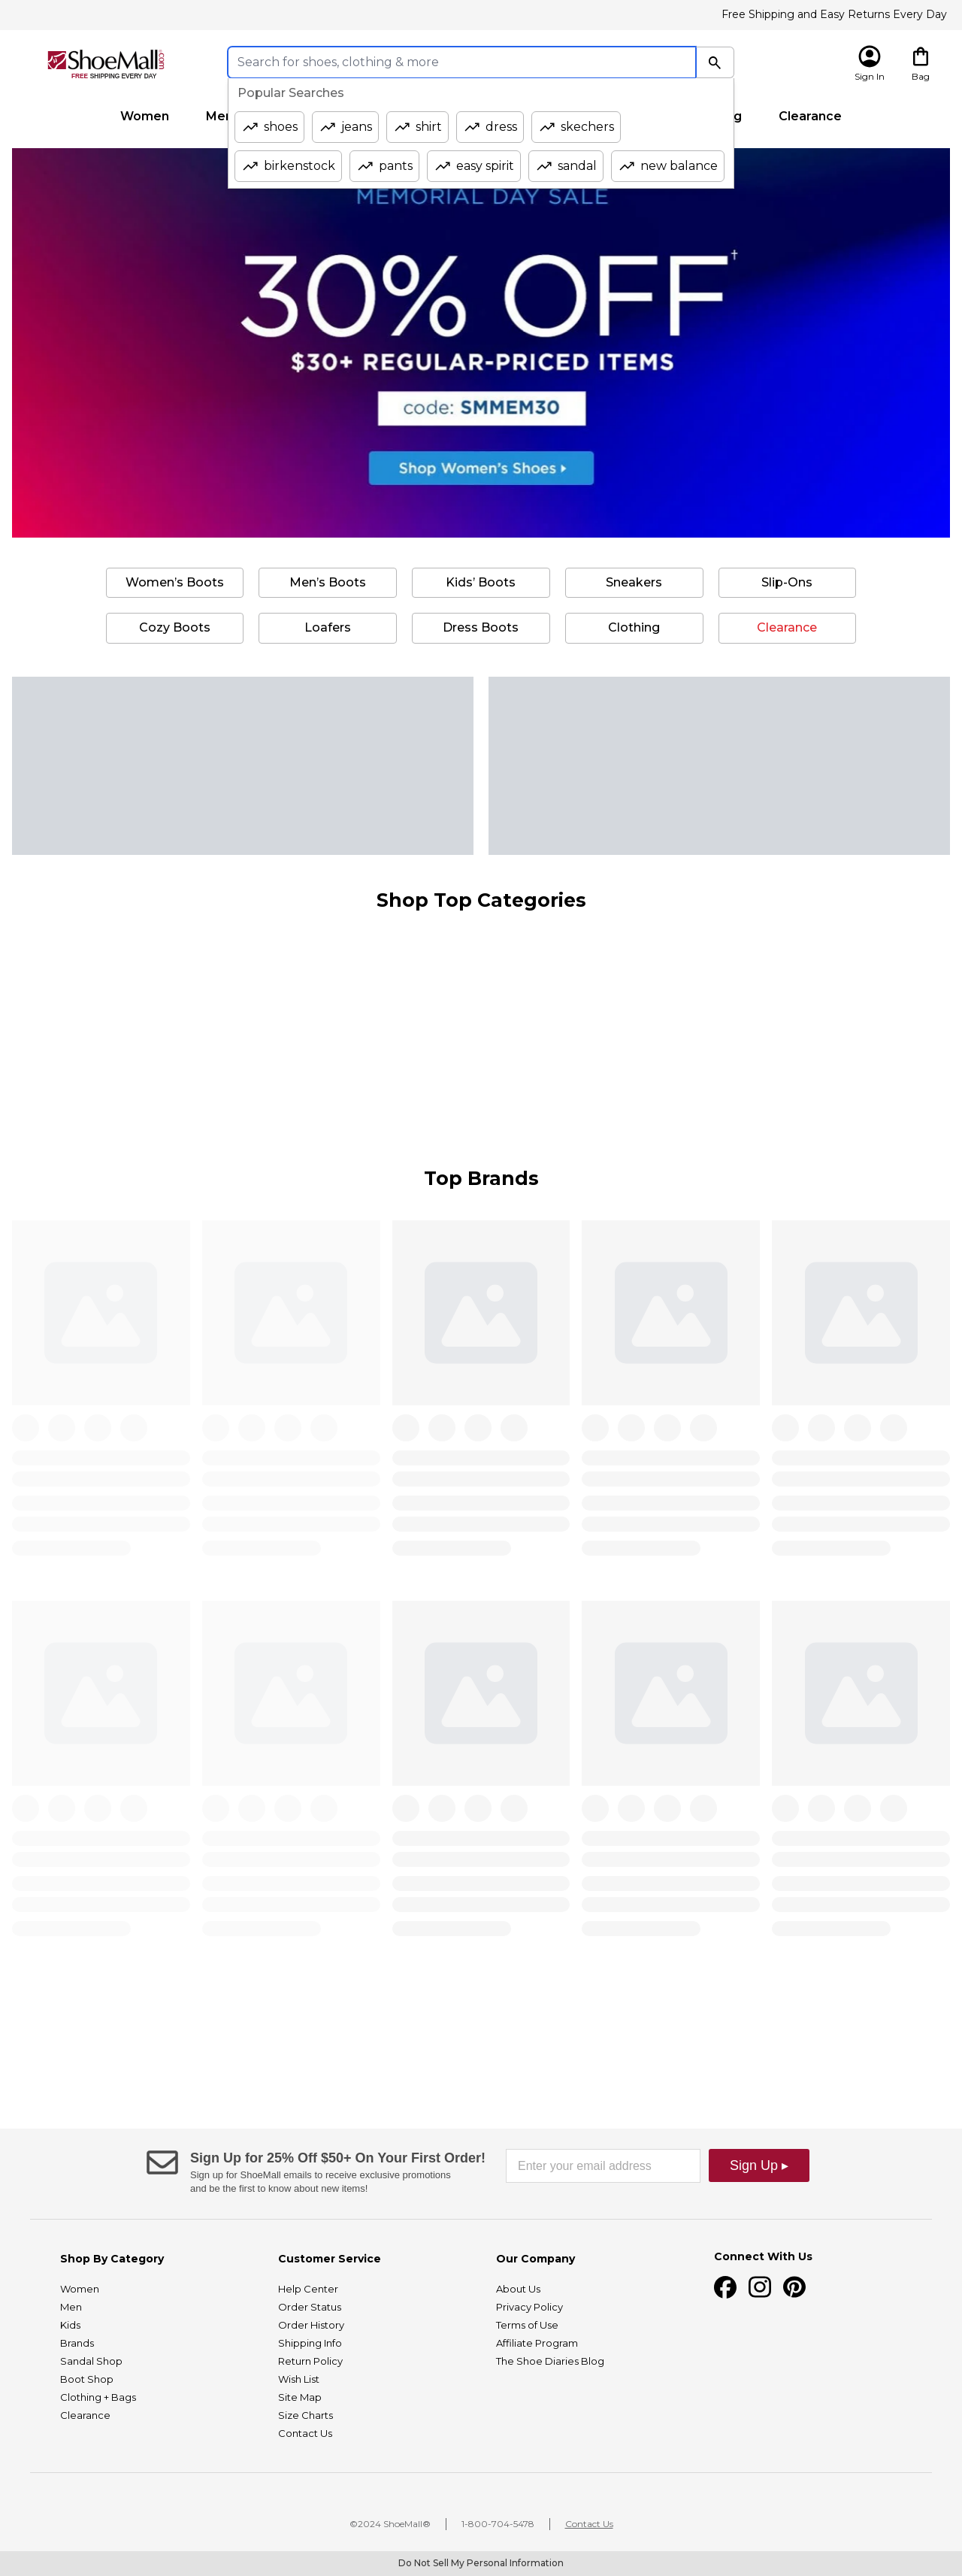 Free Shipping and Easy Returns Every Day
ShoeMall.com
FREE SHIPPING EVERY DAY
Search for shoes, clothing & more
Sign In
Bag
Popular Searches
shoes jeans shirt dress skechers
birkenstock pants easy spirit sandal new balance
Women
Clearance
MEMORIAL DAY SALE
30% OFF†
$30+ REGULAR-PRICED ITEMS
code: SMMEM30
Shop Women's Shoes
Women's Boots Men's Boots Kids' Boots Sneakers Slip-Ons
Cozy Boots Loafers Dress Boots Clothing Clearance
Shop Top Categories
Top Brands
Sign Up for 25% Off $50+ On Your First Order!
Sign up for ShoeMall emails to receive exclusive promotions
and be the first to know about new items!
Enter your email address
Sign Up ▸
Shop By Category
Women
Men
Kids
Brands
Sandal Shop
Boot Shop
Clothing + Bags
Clearance
Customer Service
Help Center
Order Status
Order History
Shipping Info
Return Policy
Wish List
Site Map
Size Charts
Contact Us
Our Company
About Us
Privacy Policy
Terms of Use
Affiliate Program
The Shoe Diaries Blog
Connect With Us
©2024 ShoeMall®
1-800-704-5478
Contact Us
Do Not Sell My Personal Information